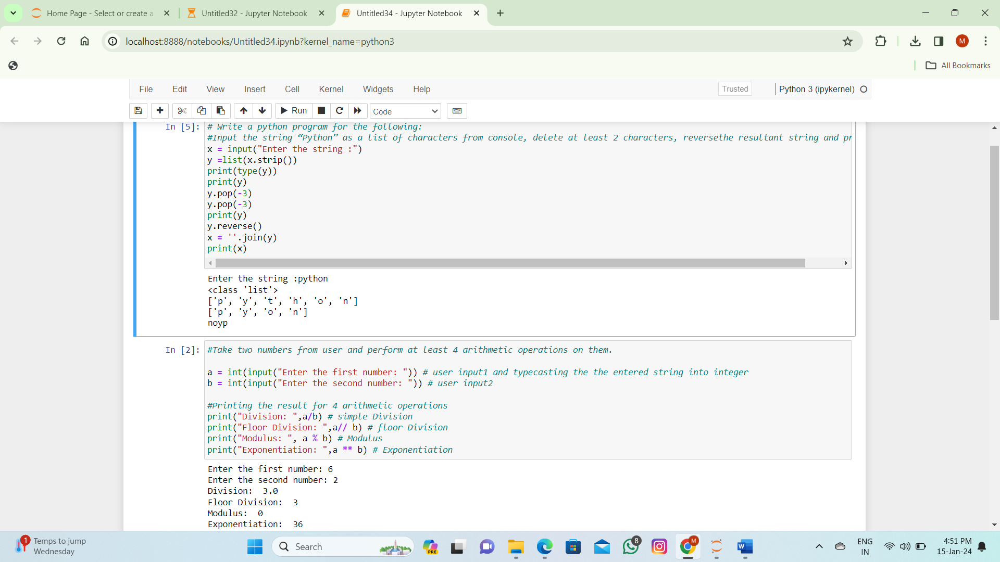 Home Page - Select or create a
Untitled32 - Jupyter Notebook
Untitled34 - Jupyter Notebook
localhost:8888/notebooks/Untitled34.ipynb?kernel_name=python3
M
All Bookmarks
File Edit View Insert Cell Kernel Widgets Help
Trusted
Python 3 (ipykernel)
Run
Code
In [5]:
# Write a python program for the following:
#Input the string “Python” as a list of characters from console, delete at least 2 characters, reversethe resultant string and pr
x = input("Enter the string :")
y =list(x.strip())
print(type(y))
print(y)
y.pop(-3)
y.pop(-3)
print(y)
y.reverse()
x = ''.join(y)
print(x)
Enter the string :python
<class 'list'>
['p', 'y', 't', 'h', 'o', 'n']
['p', 'y', 'o', 'n']
noyp
In [2]:
#Take two numbers from user and perform at least 4 arithmetic operations on them.
a = int(input("Enter the first number: ")) # user input1 and typecasting the the entered string into integer
b = int(input("Enter the second number: ")) # user input2
#Printing the result for 4 arithmetic operations
print("Division: ",a/b) # simple Division
print("Floor Division: ",a// b) # floor Division
print("Modulus: ", a % b) # Modulus
print("Exponentiation: ",a ** b) # Exponentiation
Enter the first number: 6
Enter the second number: 2
Division:  3.0
Floor Division:  3
Modulus:  0
Exponentiation:  36
1
Temps to jump
Wednesday
Search
PRE
8
M
W
ENG
IN
4:51 PM
15-Jan-24